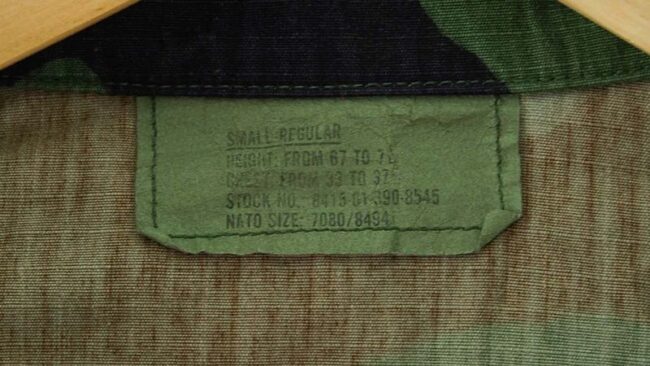 SMALL REGULAR
HEIGHT: FROM 67 TO 71
CHEST: FROM 33 TO 37
STOCK NO.: 8415-01-390-8545
NATO SIZE: 7080/8494